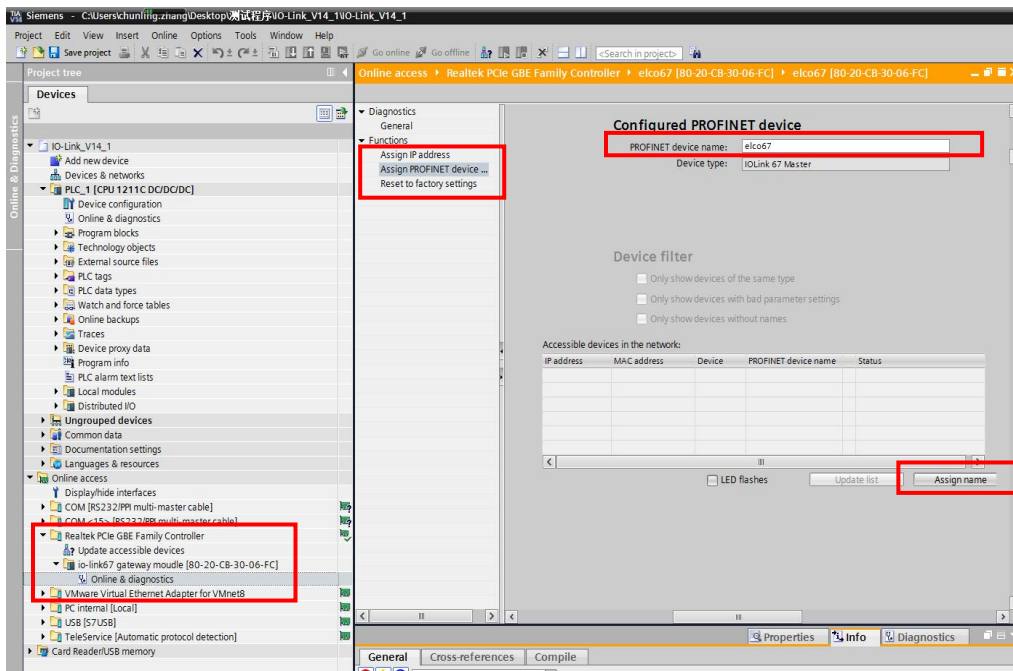 Siemens - C:\Users\chunling.zhang\Desktop\测试程序\IO-Link_V14_1\IO-Link_V14_1
Project Edit View Insert Online Options Tools Window Help
Save project Go online Go offline <Search in project>
Project tree
Online access Realtek PCIe GBE Family Controller elco67 [80-20-CB-30-06-FC] elco67 [80-20-CB-30-06-FC]
Online & Diagnostics
Devices
IO-Link_V14_1
Add new device
Devices & networks
PLC_1 [CPU 1211C DC/DC/DC]
Device configuration
Online & diagnostics
Program blocks
Technology objects
External source files
PLC tags
PLC data types
Watch and force tables
Online backups
Traces
Device proxy data
Program info
PLC alarm text lists
Local modules
Distributed I/O
Ungrouped devices
Common data
Documentation settings
Languages & resources
Online access
Display/hide interfaces
COM [RS232/PPI multi-master cable]
COM <15> [RS232/PPI multi-master cable]
Realtek PCIe GBE Family Controller
Update accessible devices
io-link67 gateway moudle [80-20-CB-30-06-FC]
Online & diagnostics
VMware Virtual Ethernet Adapter for VMnet8
PC internal [Local]
USB [S7USB]
TeleService [Automatic protocol detection]
Card Reader/USB memory
Diagnostics
General
Functions
Assign IP address
Assign PROFINET device ...
Reset to factory settings
Configured PROFINET device
PROFINET device name: elco67
Device type: IOLink 67 Master
Device filter
Only show devices of the same type
Only show devices with bad parameter settings
Only show devices without names
Accessible devices in the network:
IP address MAC address Device PROFINET device name Status
LED flashes Update list Assign name
Properties Info Diagnostics
General Cross-references Compile